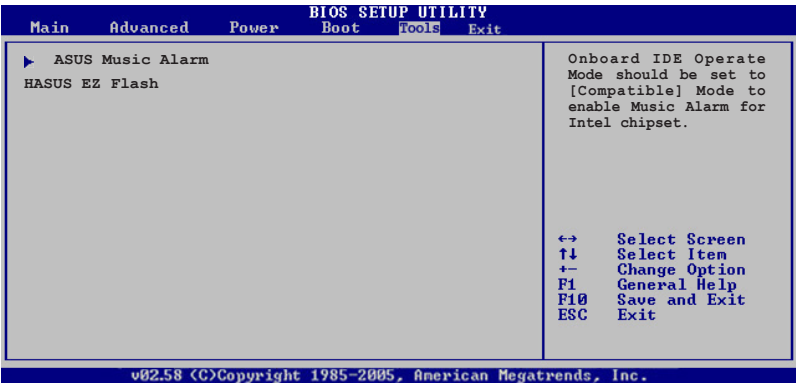 BIOS SETUP UTILITY
Main Advanced Power Boot Tools Exit
ASUS Music Alarm
HASUS EZ Flash
Onboard IDE Operate
Mode should be set to
[Compatible] Mode to
enable Music Alarm for
Intel chipset.
←→ Select Screen
↑↓ Select Item
+- Change Option
F1 General Help
F10 Save and Exit
ESC Exit
v02.58 (C)Copyright 1985-2005, American Megatrends, Inc.